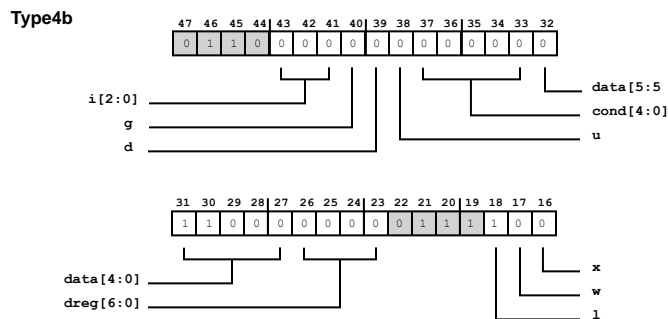 Type4b
47 46 45 44 43 42 41 40 39 38 37 36 35 34 33 32
0 1 1 0 0 0 0 0 0 0 0 0 0 0 0 0
data[5:5
i[2:0]
cond[4:0]
g
u
d
31 30 29 28 27 26 25 24 23 22 21 20 19 18 17 16
1 1 0 0 0 0 0 0 0 0 1 1 1 1 0 0
x
data[4:0]
w
dreg[6:0]
l